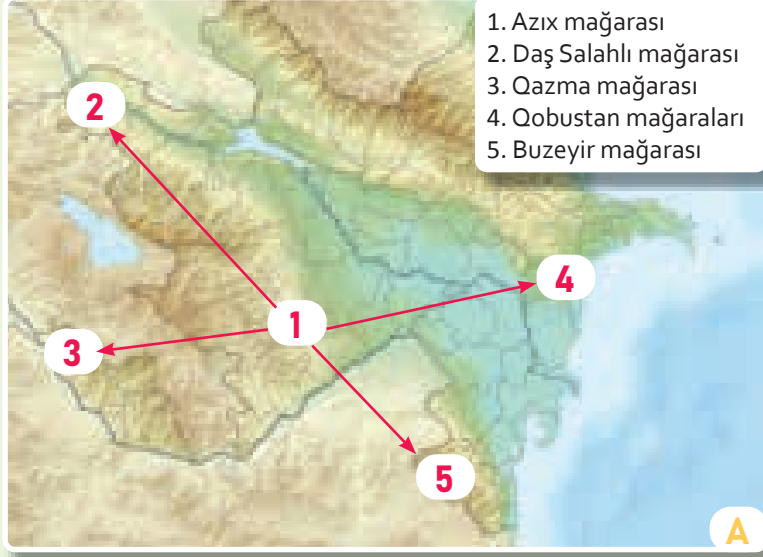 1. Azıx mağarası
2. Daş Salahlı mağarası
3. Qazma mağarası
4. Qobustan mağaraları
5. Buzeyir mağarası
2
4
1
3
5
A